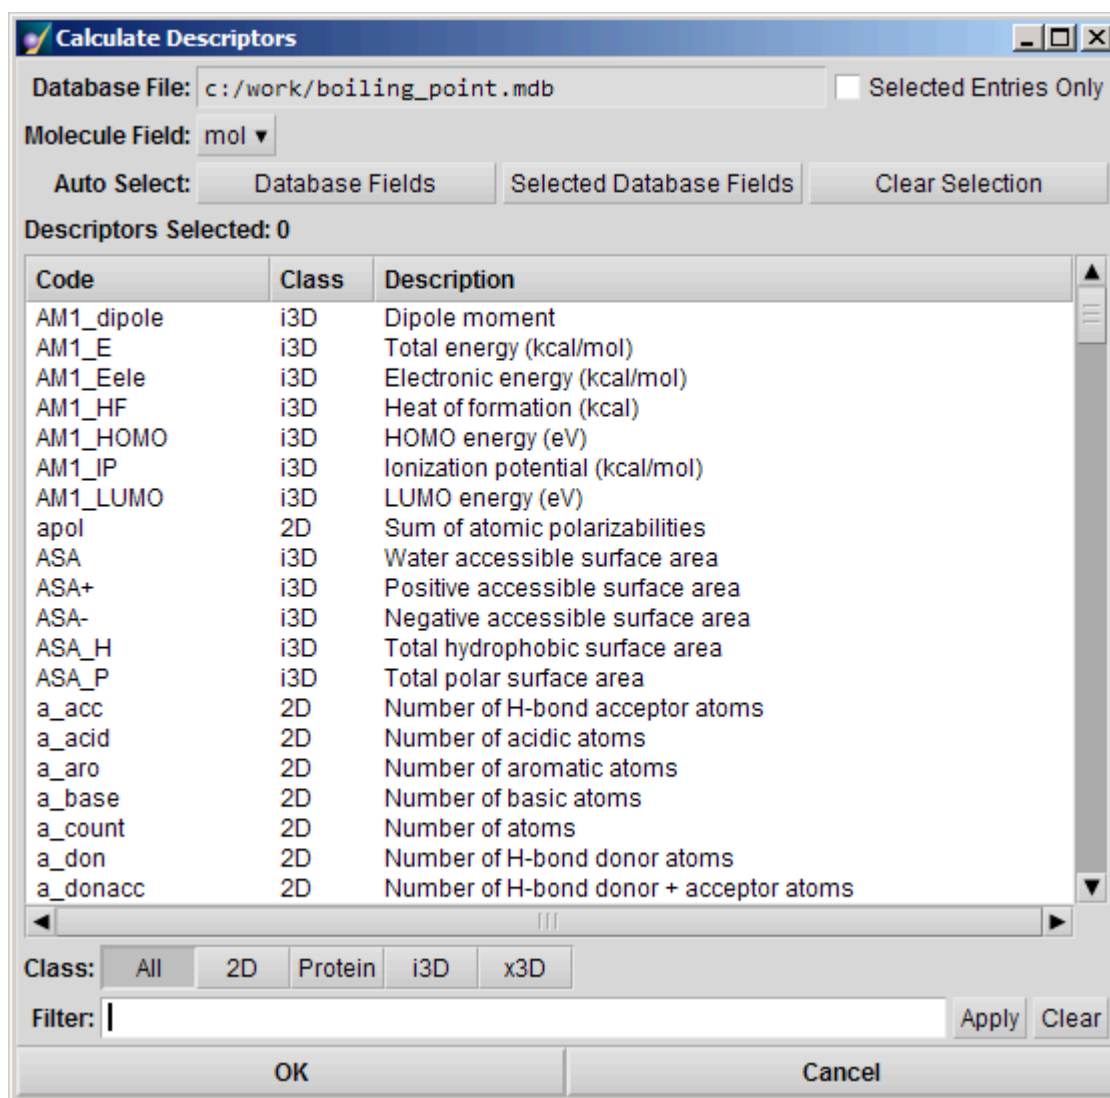 Calculate Descriptors
Database File: c:/work/boiling_point.mdb Selected Entries Only
Molecule Field: mol
Auto Select: Database Fields Selected Database Fields Clear Selection
Descriptors Selected: 0
Code Class Description
AM1_dipole i3D Dipole moment
AM1_E i3D Total energy (kcal/mol)
AM1_Eele i3D Electronic energy (kcal/mol)
AM1_HF i3D Heat of formation (kcal)
AM1_HOMO i3D HOMO energy (eV)
AM1_IP i3D Ionization potential (kcal/mol)
AM1_LUMO i3D LUMO energy (eV)
apol 2D Sum of atomic polarizabilities
ASA i3D Water accessible surface area
ASA+ i3D Positive accessible surface area
ASA- i3D Negative accessible surface area
ASA_H i3D Total hydrophobic surface area
ASA_P i3D Total polar surface area
a_acc 2D Number of H-bond acceptor atoms
a_acid 2D Number of acidic atoms
a_aro 2D Number of aromatic atoms
a_base 2D Number of basic atoms
a_count 2D Number of atoms
a_don 2D Number of H-bond donor atoms
a_donacc 2D Number of H-bond donor + acceptor atoms
Class: All 2D Protein i3D x3D
Filter: Apply Clear
OK Cancel